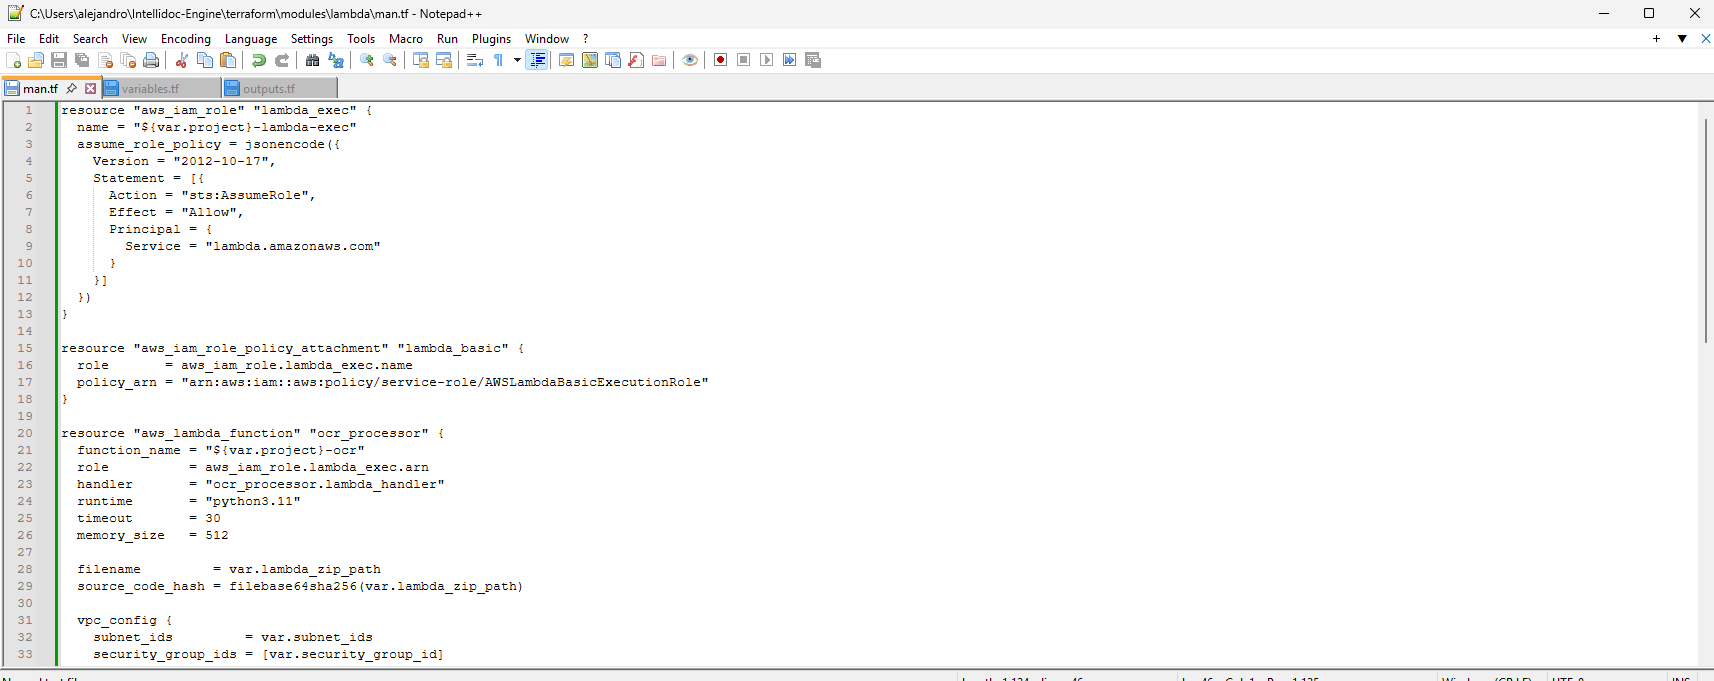 C:\Users\alejandro\Intellidoc-Engine\terraform\modules\lambda\man.tf - Notepad++
File Edit Search View Encoding Language Settings Tools Macro Run Plugins Window ?
man.tf variables.tf outputs.tf
1 resource "aws_iam_role" "lambda_exec" {
2   name = "${var.project}-lambda-exec"
3   assume_role_policy = jsonencode({
4     Version = "2012-10-17",
5     Statement = [{
6       Action = "sts:AssumeRole",
7       Effect = "Allow",
8       Principal = {
9         Service = "lambda.amazonaws.com"
10       }
11     }]
12   })
13 }
14
15 resource "aws_iam_role_policy_attachment" "lambda_basic" {
16   role       = aws_iam_role.lambda_exec.name
17   policy_arn = "arn:aws:iam::aws:policy/service-role/AWSLambdaBasicExecutionRole"
18 }
19
20 resource "aws_lambda_function" "ocr_processor" {
21   function_name = "${var.project}-ocr"
22   role          = aws_iam_role.lambda_exec.arn
23   handler       = "ocr_processor.lambda_handler"
24   runtime       = "python3.11"
25   timeout       = 30
26   memory_size   = 512
27
28   filename         = var.lambda_zip_path
29   source_code_hash = filebase64sha256(var.lambda_zip_path)
30
31   vpc_config {
32     subnet_ids         = var.subnet_ids
33     security_group_ids = [var.security_group_id]